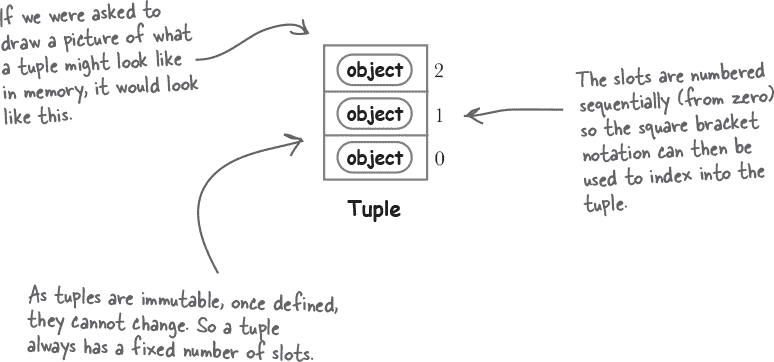 If we were asked to
draw a picture of what
a tuple might look like
in memory, it would look
like this.
object 2
object 1
object 0
Tuple
The slots are numbered
sequentially (from zero)
so the square bracket
notation can then be
used to index into the
tuple.
As tuples are immutable, once defined,
they cannot change. So a tuple
always has a fixed number of slots.